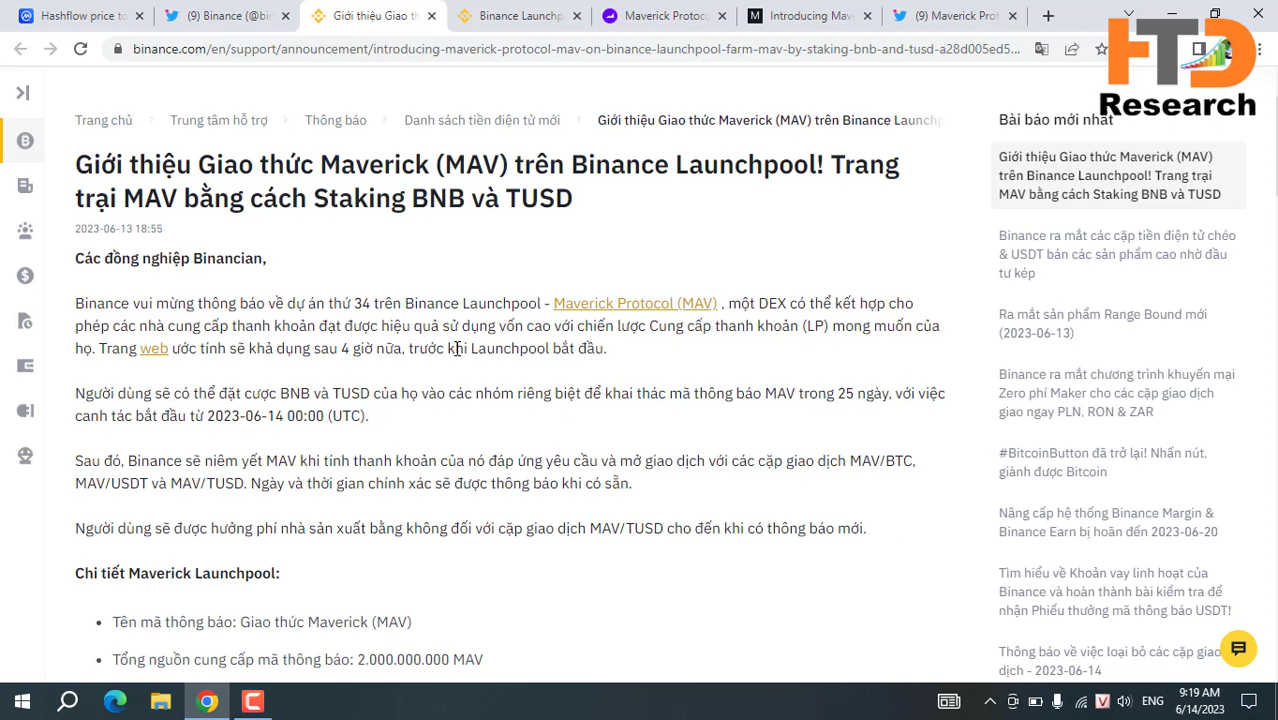 Hashflow price to
(9) Binance (@bin
Giới thiệu Giao th
Binance Launchp
Maverick Protoco
Introducing Mave
(9) Maverick Prot
binance.com/en/support/announcement/introducing-maverick-protocol-mav-on-binance-launchpool-farm-mav-by-staking-bnb-and-tusd-a28d005ed5...
HTD
Research
Trang chủ
Trung tâm hỗ trợ
Thông báo
Danh sách tiền điện tử mới
Giới thiệu Giao thức Maverick (MAV) trên Binance Launchp
Giới thiệu Giao thức Maverick (MAV) trên Binance Launchpool! Trang
trại MAV bằng cách Staking BNB và TUSD
2023-06-13 18:55
Các đồng nghiệp Binancian,
Binance vui mừng thông báo về dự án thứ 34 trên Binance Launchpool - Maverick Protocol (MAV) , một DEX có thể kết hợp cho
phép các nhà cung cấp thanh khoản đạt được hiệu quả sử dụng vốn cao với chiến lược Cung cấp thanh khoản (LP) mong muốn của
họ. Trang web ước tính sẽ khả dụng sau 4 giờ nữa, trước khi Launchpool bắt đầu.
Người dùng sẽ có thể đặt cược BNB và TUSD của họ vào các nhóm riêng biệt để khai thác mã thông báo MAV trong 25 ngày, với việc
canh tác bắt đầu từ 2023-06-14 00:00 (UTC).
Sau đó, Binance sẽ niêm yết MAV khi tính thanh khoản của nó đáp ứng yêu cầu và mở giao dịch với các cặp giao dịch MAV/BTC,
MAV/USDT và MAV/TUSD. Ngày và thời gian chính xác sẽ được thông báo khi có sẵn.
Người dùng sẽ được hưởng phí nhà sản xuất bằng không đối với cặp giao dịch MAV/TUSD cho đến khi có thông báo mới.
Chi tiết Maverick Launchpool:
• Tên mã thông báo: Giao thức Maverick (MAV)
• Tổng nguồn cung cấp mã thông báo: 2.000.000.000 MAV
Bài báo mới nhất
Giới thiệu Giao thức Maverick (MAV)
trên Binance Launchpool! Trang trại
MAV bằng cách Staking BNB và TUSD
Binance ra mắt các cặp tiền điện tử chéo
& USDT bán các sản phẩm cao nhờ đầu
tư kép
Ra mắt sản phẩm Range Bound mới
(2023-06-13)
Binance ra mắt chương trình khuyến mại
Zero phí Maker cho các cặp giao dịch
giao ngay PLN, RON & ZAR
#BitcoinButton đã trở lại! Nhấn nút,
giành được Bitcoin
Nâng cấp hệ thống Binance Margin &
Binance Earn bị hoãn đến 2023-06-20
Tìm hiểu về Khoản vay linh hoạt của
Binance và hoàn thành bài kiểm tra để
nhận Phiếu thưởng mã thông báo USDT!
Thông báo về việc loại bỏ các cặp giao
dịch - 2023-06-14
ENG
9:19 AM
6/14/2023